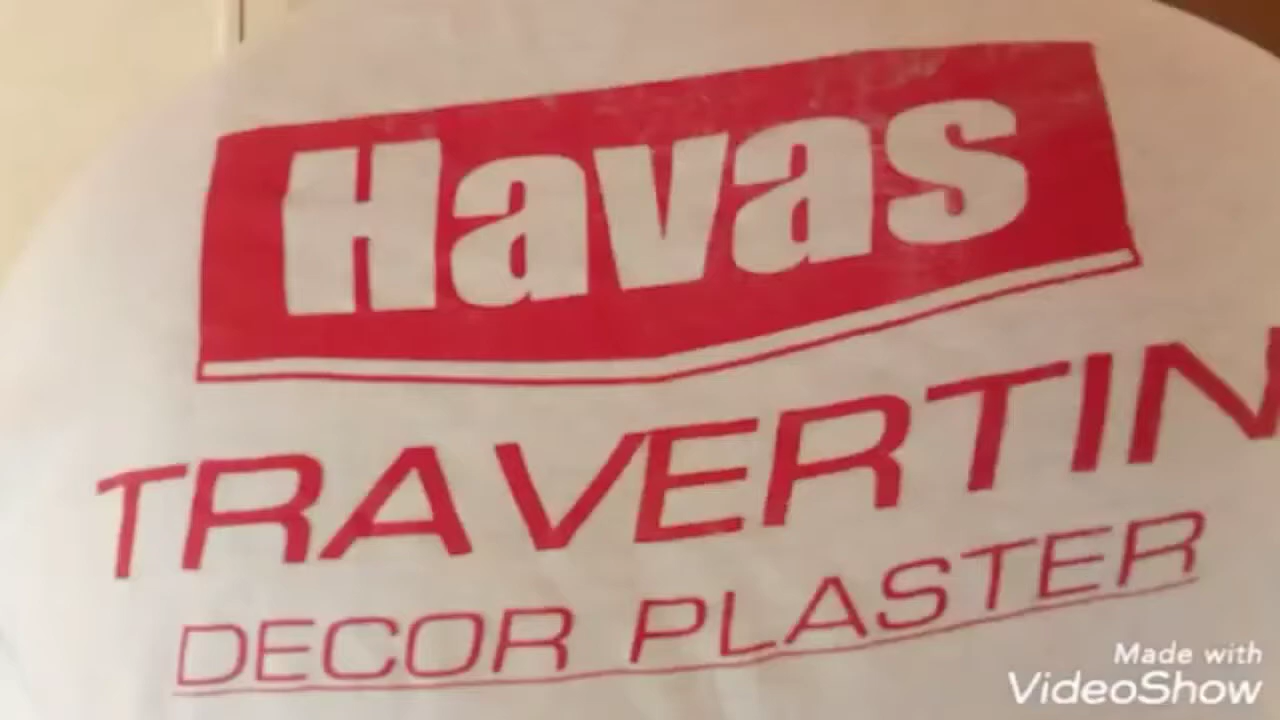 Havas
TRAVERTIN
DECOR PLASTER
Made with
VideoShow